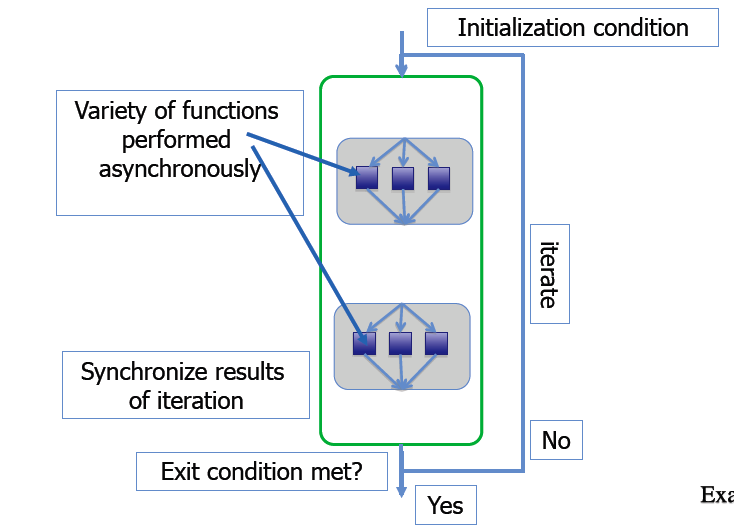 Initialization condition
Variety of functions
performed
asynchronously
iterate
Synchronize results
of iteration
No
Exit condition met?
Yes